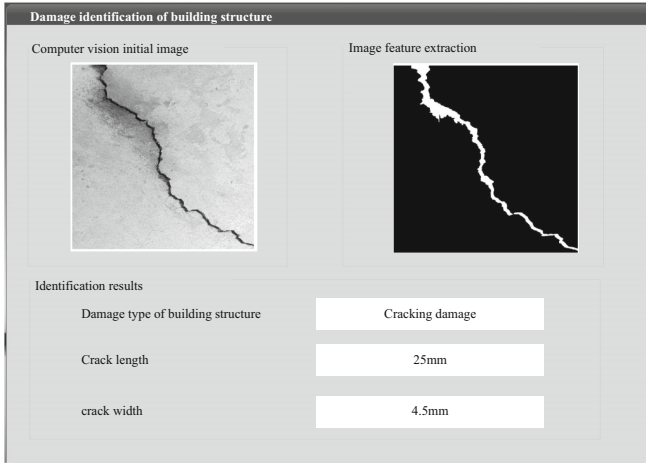 Damage identification of building structure
Computer vision initial image
Image feature extraction
Identification results
Damage type of building structure
Cracking damage
Crack length
25mm
crack width
4.5mm